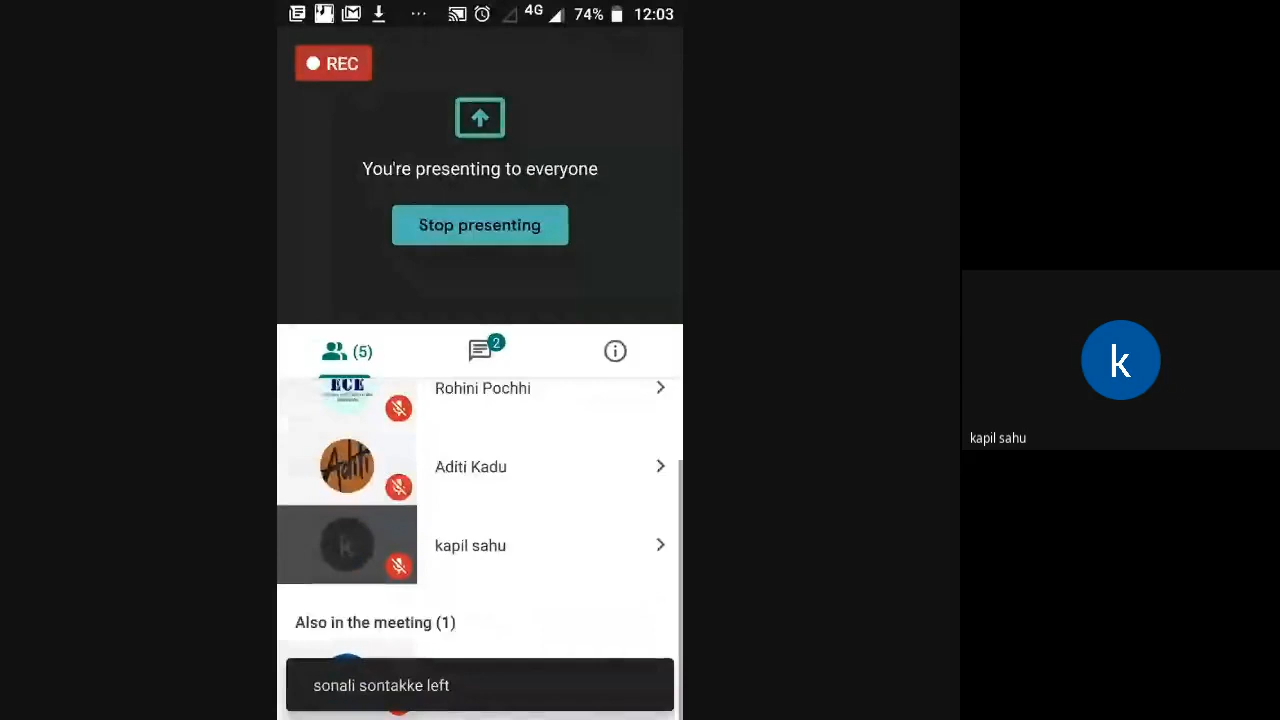 4G 74% 12:03
REC
You're presenting to everyone
Stop presenting
(5)
2
ECE
Rohini Pochhi
Aditi
Aditi Kadu
k
kapil sahu
Also in the meeting (1)
sonali sontakke left
k
kapil sahu